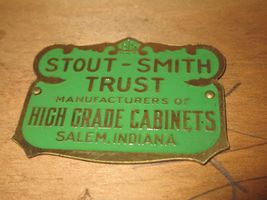 STOUT-SMITH
TRUST
MANUFACTURERS OF
HIGH GRADE CABINETS
SALEM, INDIANA